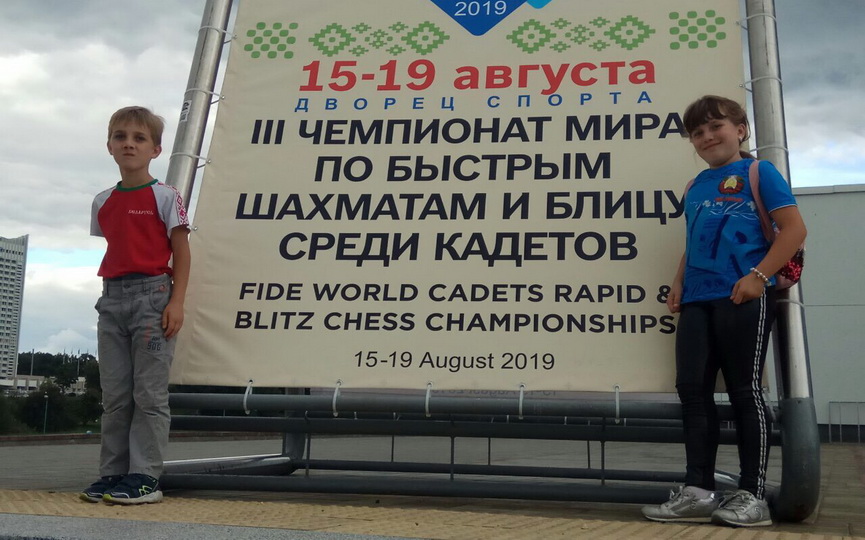 2019
15-19 августа
ДВОРЕЦ СПОРТА
III ЧЕМПИОНАТ МИРА
ПО БЫСТРЫМ
ШАХМАТАМ И БЛИЦУ
СРЕДИ КАДЕТОВ
FIDE WORLD CADETS RAPID &
BLITZ CHESS CHAMPIONSHIPS
15-19 August 2019